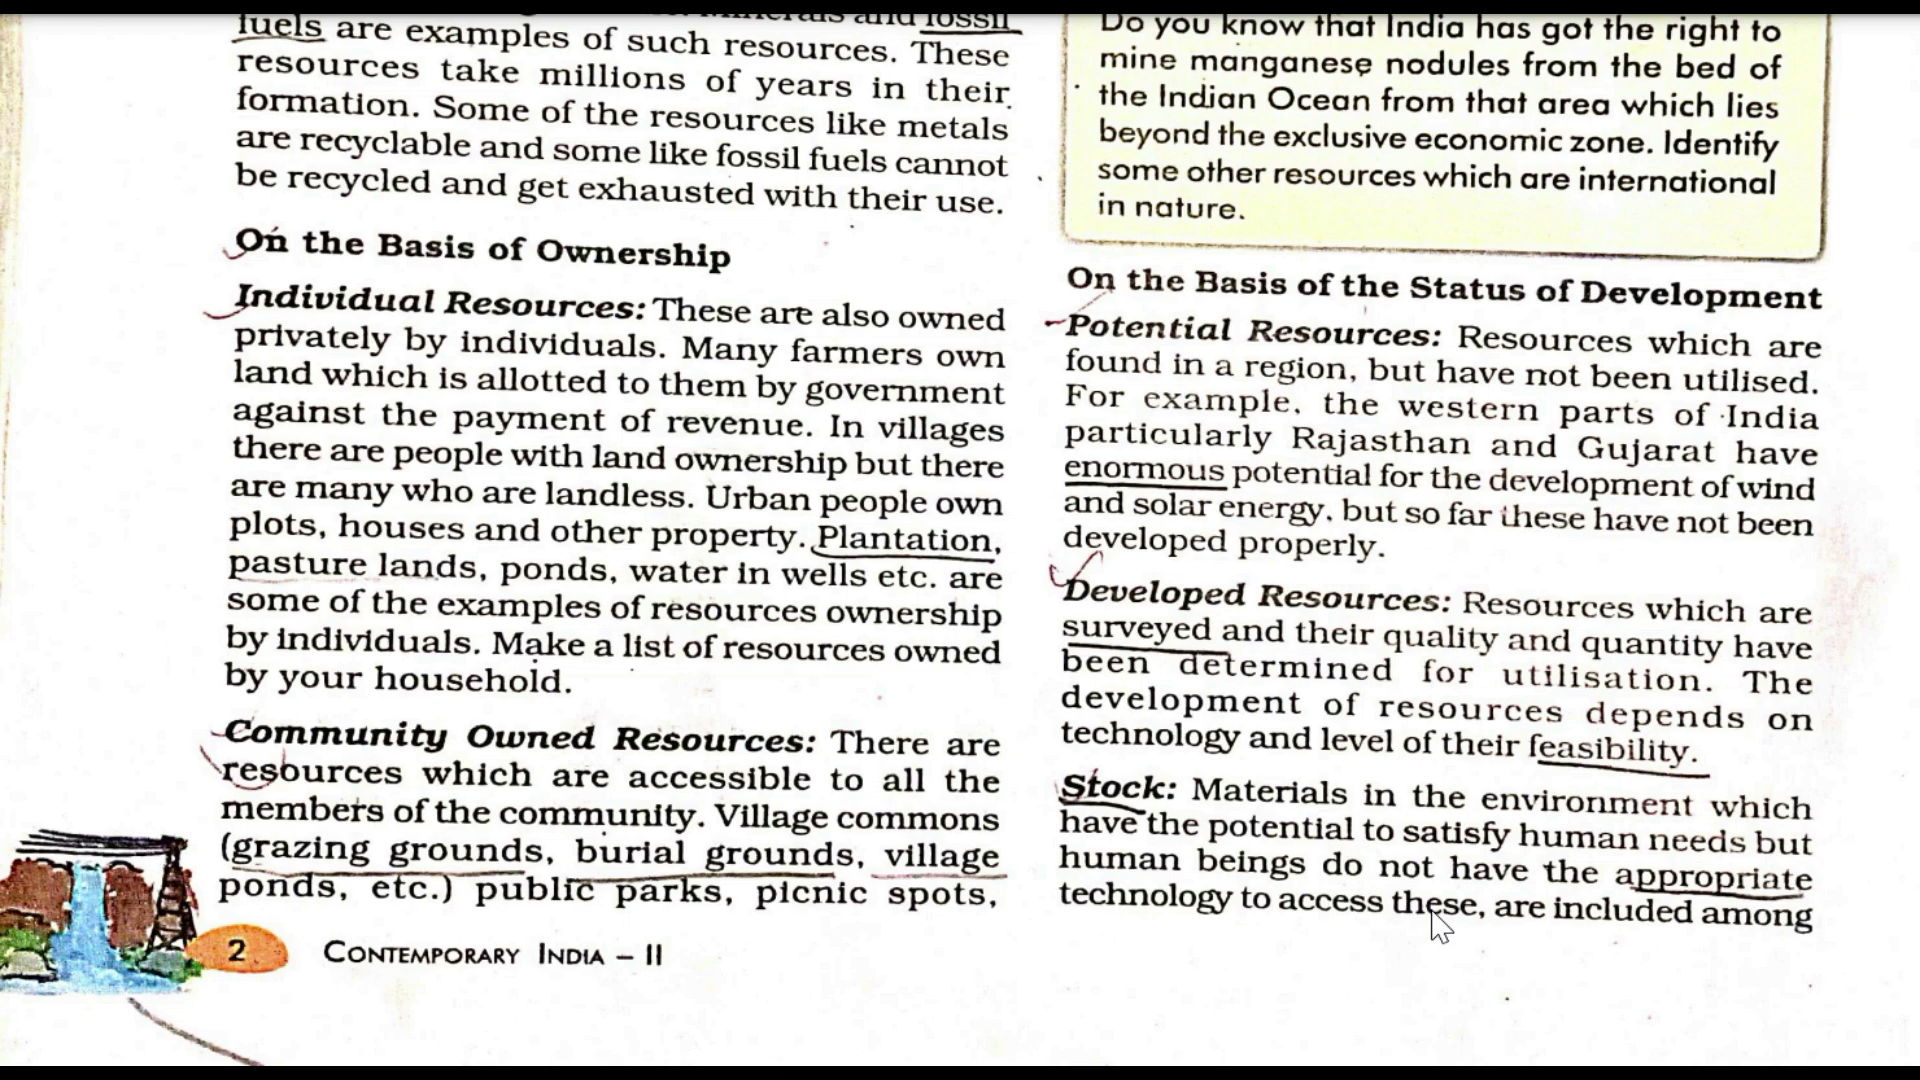 fossil
fuels are examples of such resources. These
resources take millions of years in their
formation. Some of the resources like metals
are recyclable and some like fossil fuels cannot
be recycled and get exhausted with their use.
On the Basis of Ownership
Individual Resources: These are also owned
privately by individuals. Many farmers own
land which is allotted to them by government
against the payment of revenue. In villages
there are people with land ownership but there
are many who are landless. Urban people own
plots, houses and other property. Plantation,
pasture lands, ponds, water in wells etc. are
some of the examples of resources ownership
by individuals. Make a list of resources owned
by your household.
Community Owned Resources: There are
resources which are accessible to all the
members of the community. Village commons
(grazing grounds, burial grounds, village
ponds, etc.) public parks, picnic spots,
2 CONTEMPORARY INDIA – II
Do you know that India has got the right to
mine manganese nodules from the bed of
the Indian Ocean from that area which lies
beyond the exclusive economic zone. Identify
some other resources which are international
in nature.
On the Basis of the Status of Development
Potential Resources: Resources which are
found in a region, but have not been utilised.
For example, the western parts of India
particularly Rajasthan and Gujarat have
enormous potential for the development of wind
and solar energy, but so far these have not been
developed properly.
Developed Resources: Resources which are
surveyed and their quality and quantity have
been determined for utilisation. The
development of resources depends on
technology and level of their feasibility.
Stock: Materials in the environment which
have the potential to satisfy human needs but
human beings do not have the appropriate
technology to access these, are included among